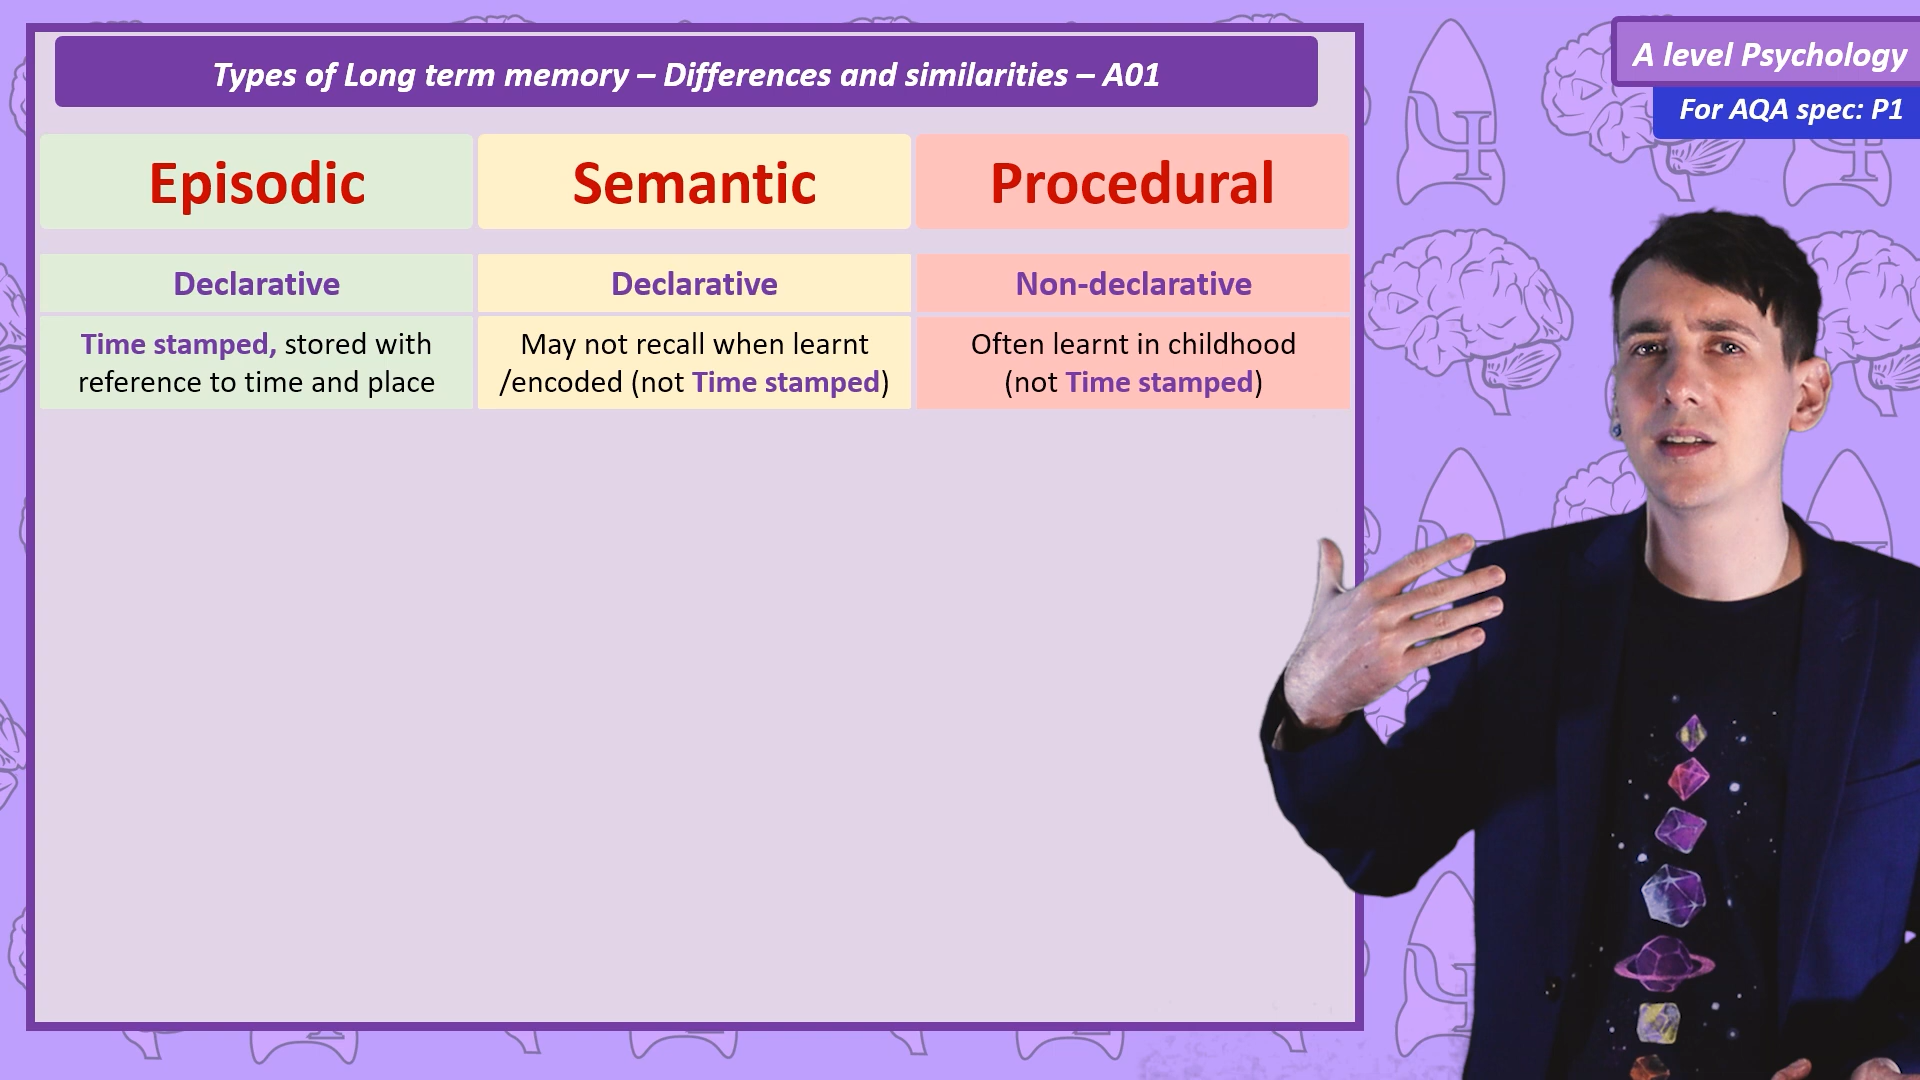 Types of Long term memory – Differences and similarities – A01
A level Psychology
For AQA spec: P1
Episodic
Semantic
Procedural
Declarative
Declarative
Non-declarative
Time stamped, stored with
reference to time and place
May not recall when learnt
/encoded (not Time stamped)
Often learnt in childhood
(not Time stamped)